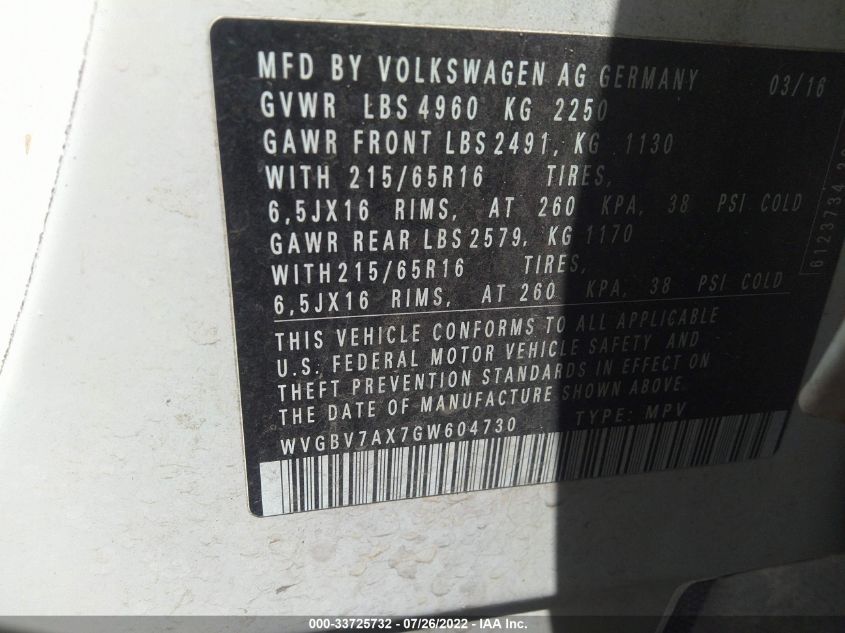 MFD BY VOLKSWAGEN AG GERMANY 03/16
GVWR LBS 4960 KG 2250
GAWR FRONT LBS 2491, KG 1130
WITH 215/65R16 TIRES,
6,5JX16 RIMS, AT 260 KPA, 38 PSI COLD
GAWR REAR LBS 2579, KG 1170
WITH 215/65R16 TIRES,
6,5JX16 RIMS, AT 260 KPA, 38 PSI COLD
THIS VEHICLE CONFORMS TO ALL APPLICABLE
U.S. FEDERAL MOTOR VEHICLE SAFETY AND
THEFT PREVENTION STANDARDS IN EFFECT ON
THE DATE OF MANUFACTURE SHOWN ABOVE.
WVGBV7AX7GW604730 TYPE: MPV
000-33725732 - 07/26/2022 - IAA Inc.